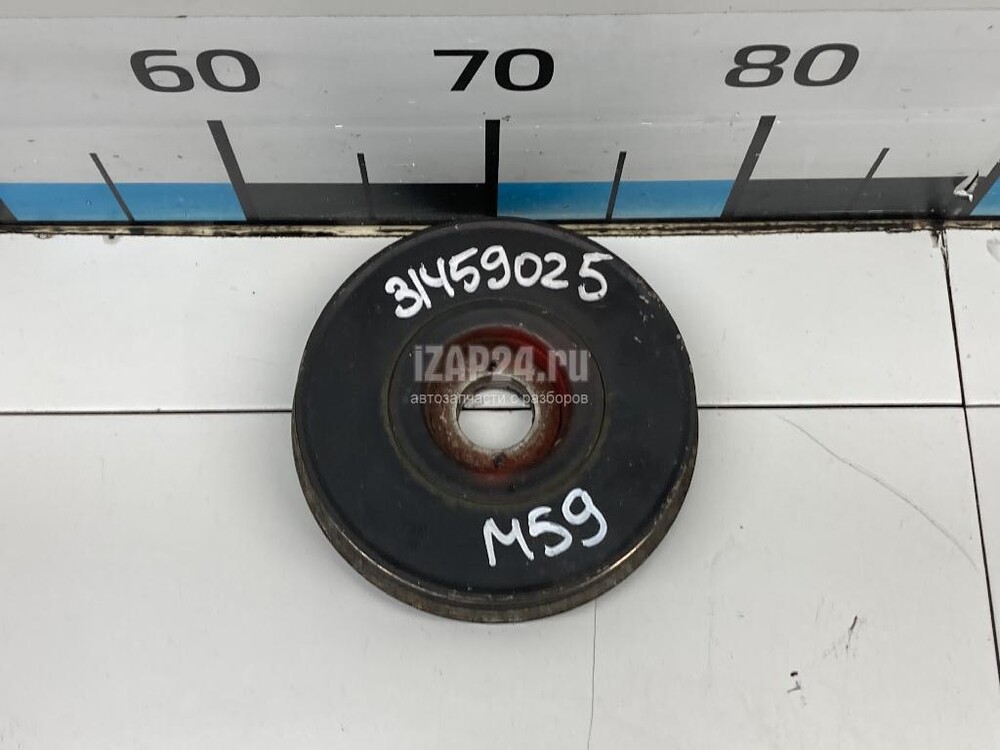 60 70 80
31459025
iZAP24.ru
автозапчасти с разборов
M59